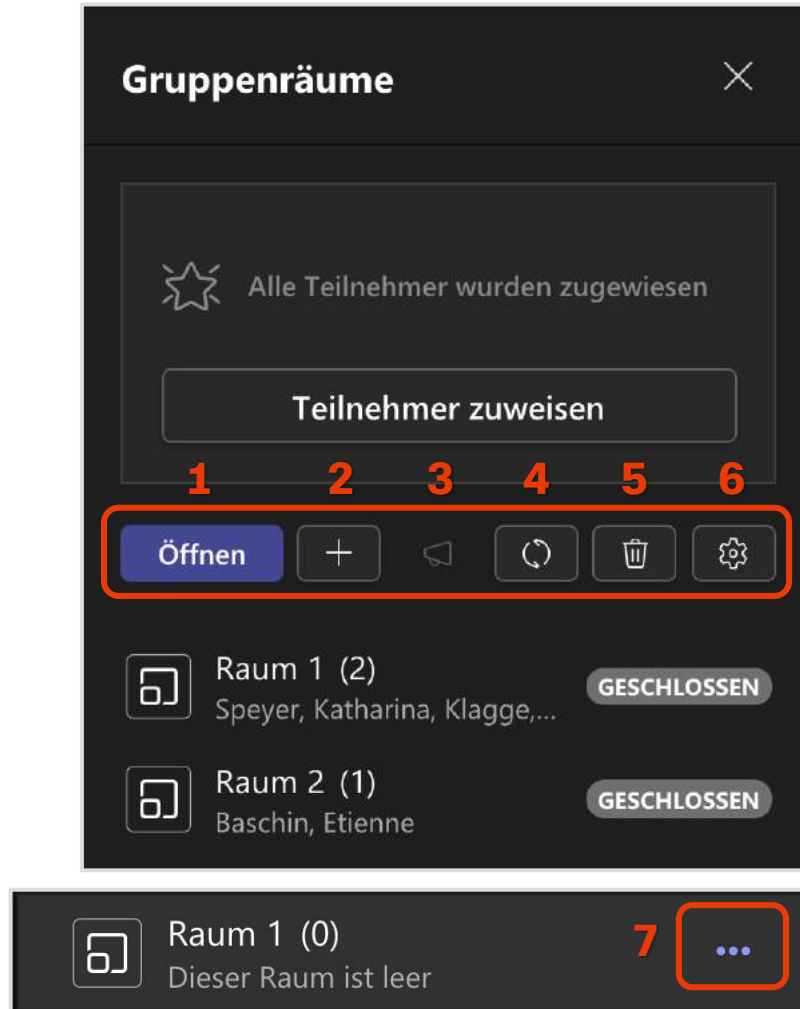 Gruppenräume
Alle Teilnehmer wurden zugewiesen
Teilnehmer zuweisen
1 2 3 4 5 6
Öffnen
Raum 1 (2)
Speyer, Katharina, Klagge,...
GESCHLOSSEN
Raum 2 (1)
Baschin, Etienne
GESCHLOSSEN
Raum 1 (0)
Dieser Raum ist leer
7